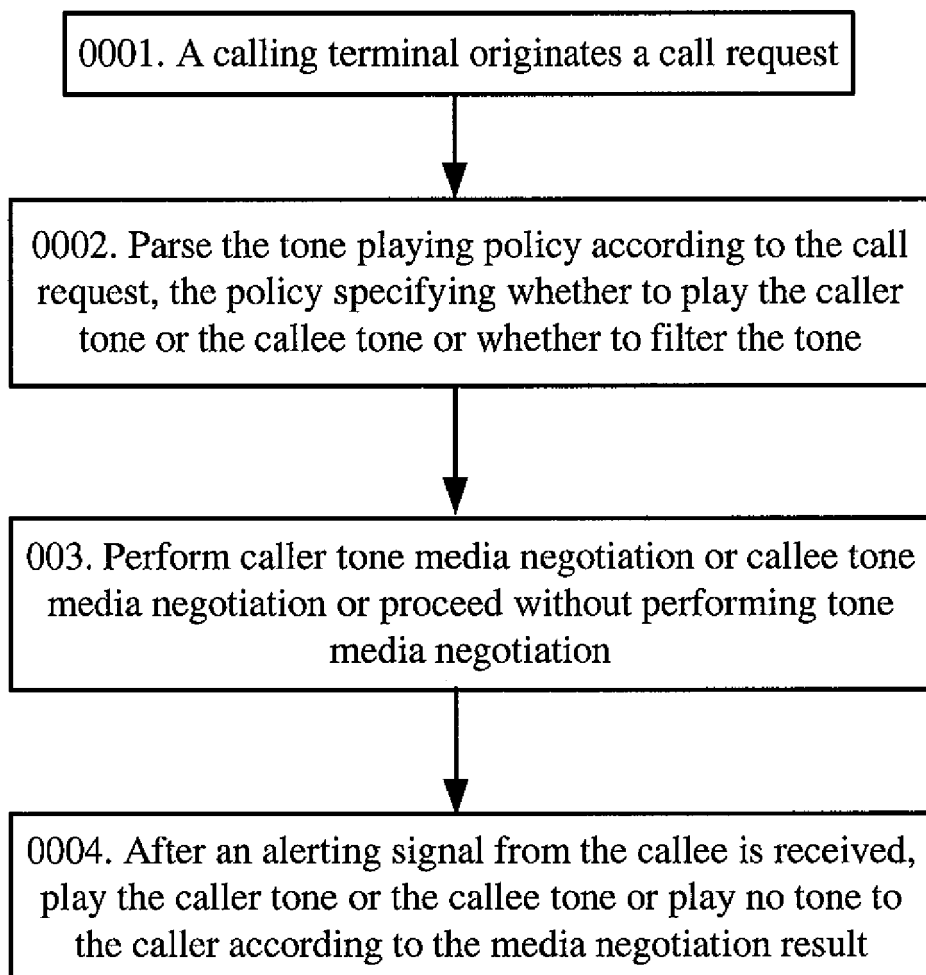 0001. A calling terminal originates a call request
0002. Parse the tone playing policy according to the call
request, the policy specifying whether to play the caller
tone or the callee tone or whether to filter the tone
003. Perform caller tone media negotiation or callee tone
media negotiation or proceed without performing tone
media negotiation
0004. After an alerting signal from the callee is received,
play the caller tone or the callee tone or play no tone to
the caller according to the media negotiation result